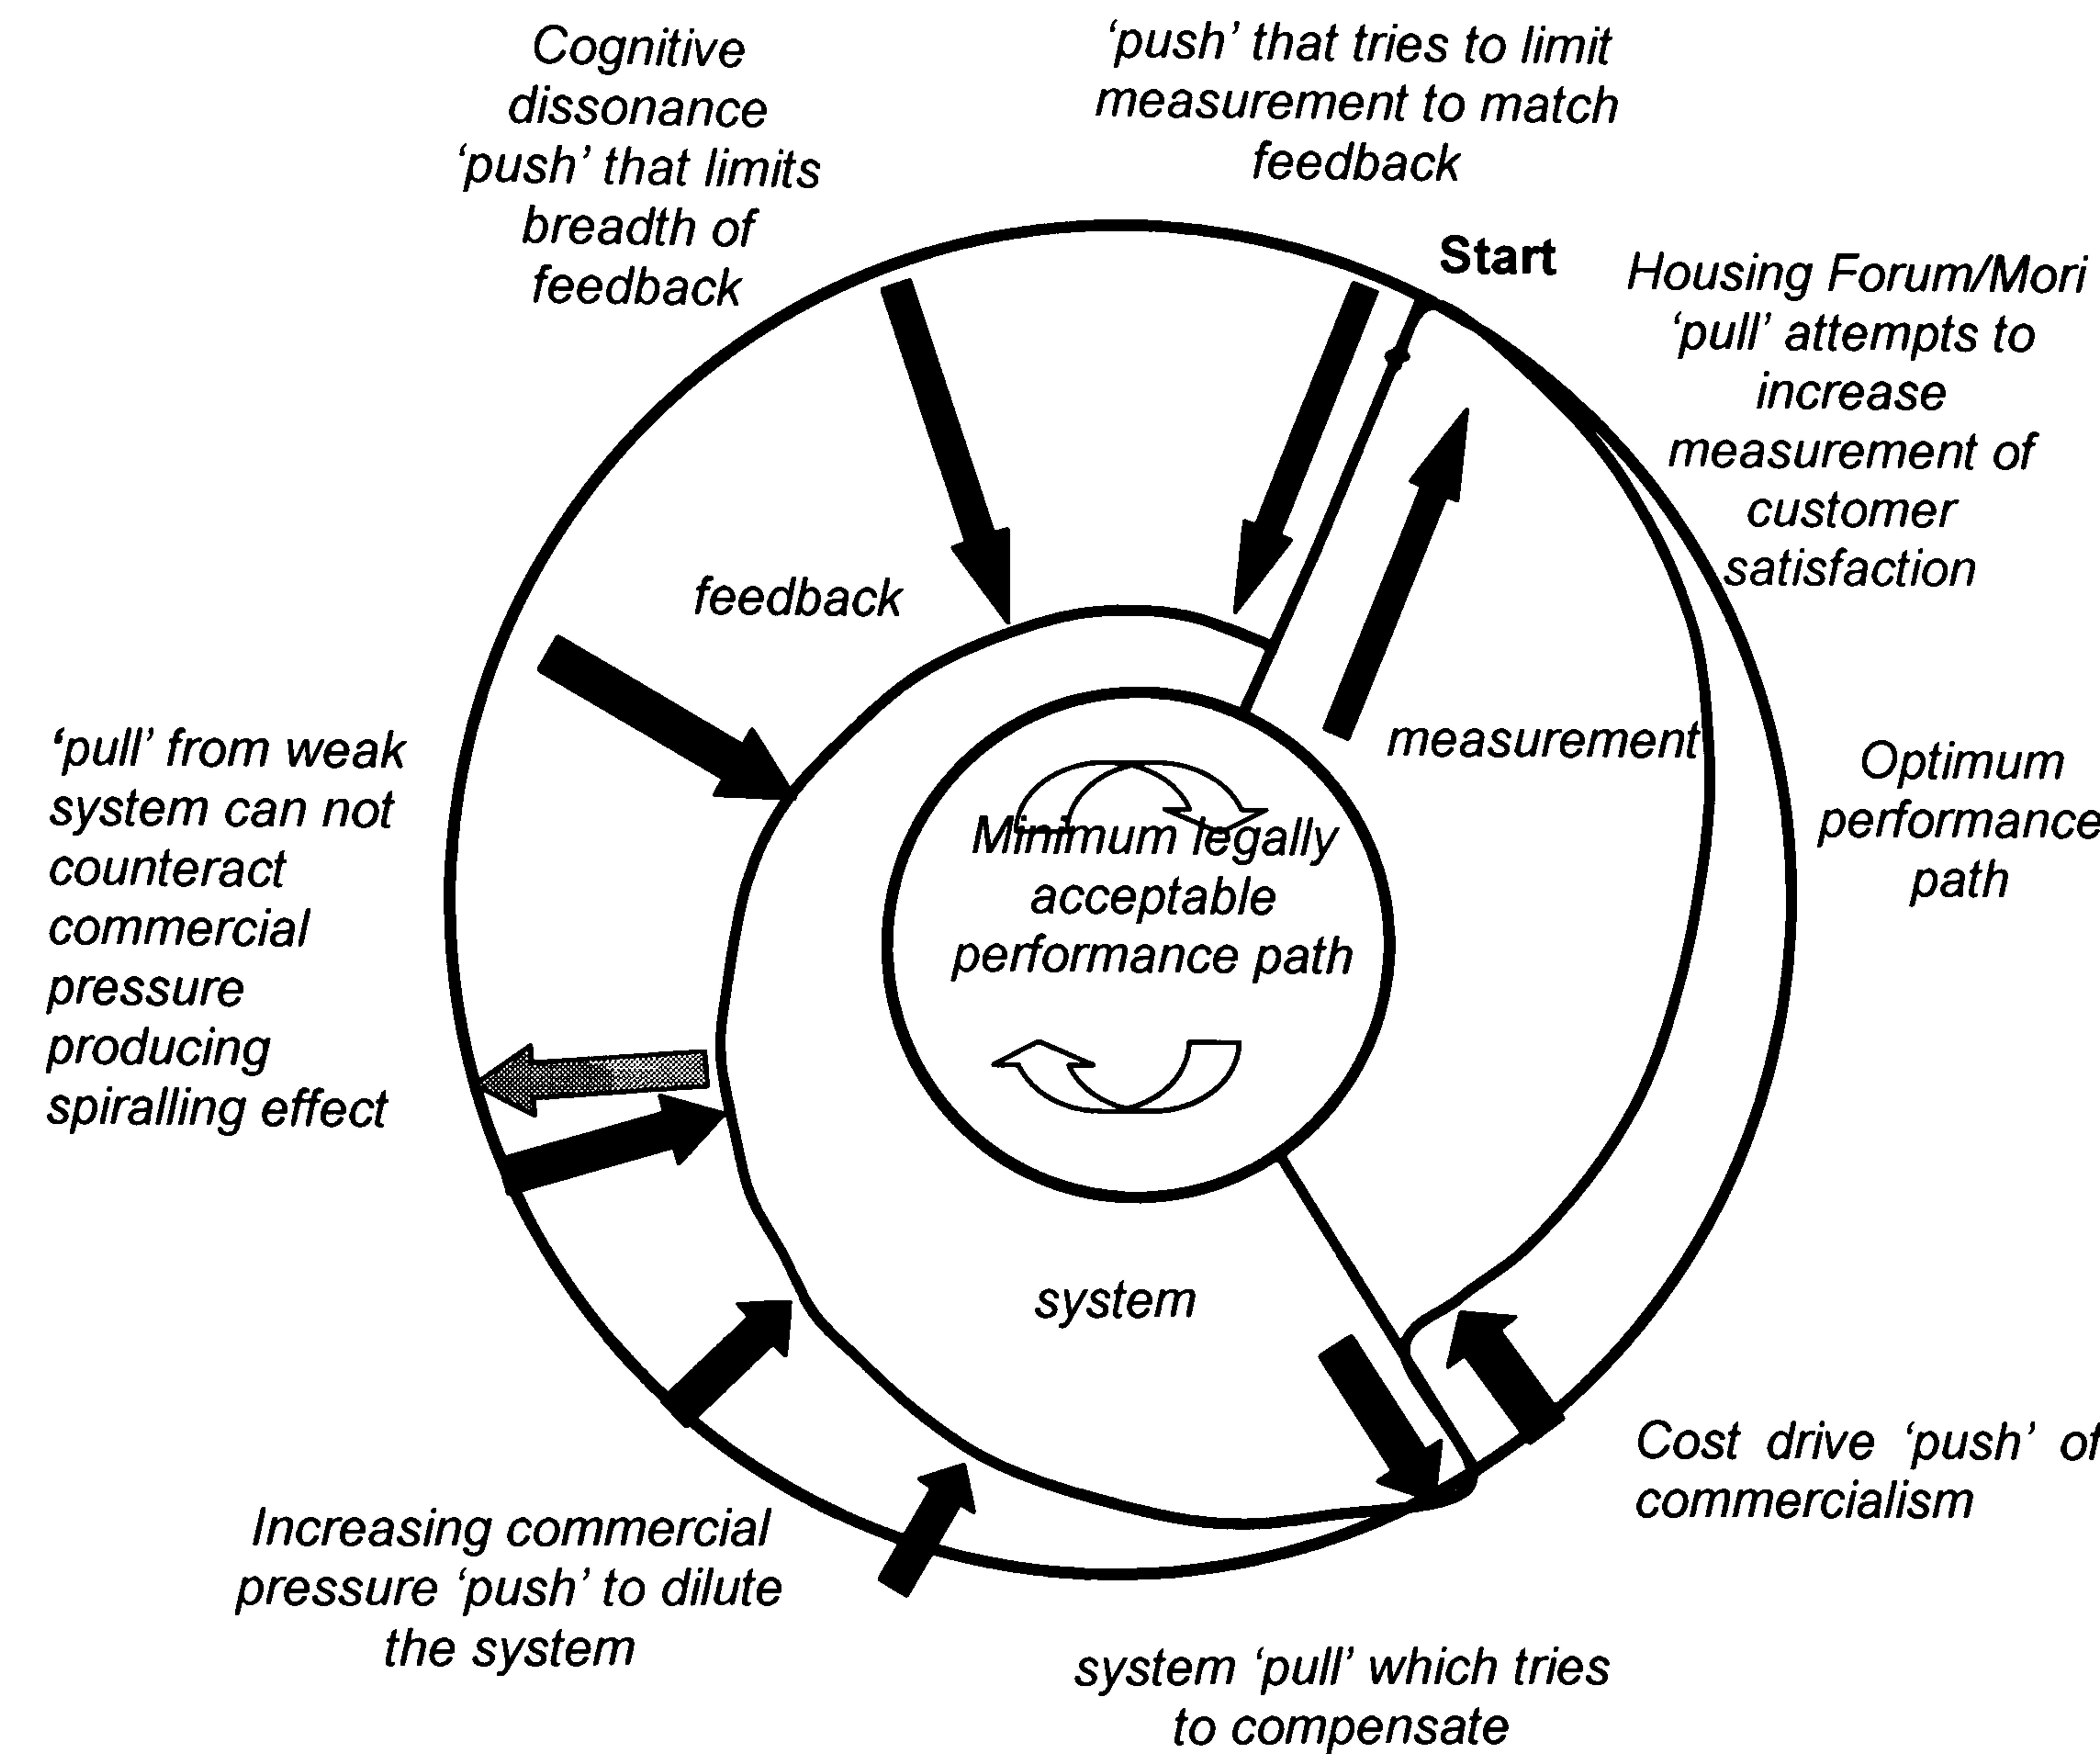 Cognitive
dissonance
‘push’ that limits
breadth of
feedback
‘push’ that tries to limit
measurement to match
feedback
Start
Housing Forum/Mori
‘pull’ attempts to
increase
measurement of
customer
satisfaction
feedback
measurement
‘pull’ from weak
system can not
counteract
commercial
pressure
producing
spiralling effect
Minimum legally
acceptable
performance path
Optimum
performance
path
system
Cost drive ‘push’ of
commercialism
Increasing commercial
pressure ‘push’ to dilute
the system
system ‘pull’ which tries
to compensate